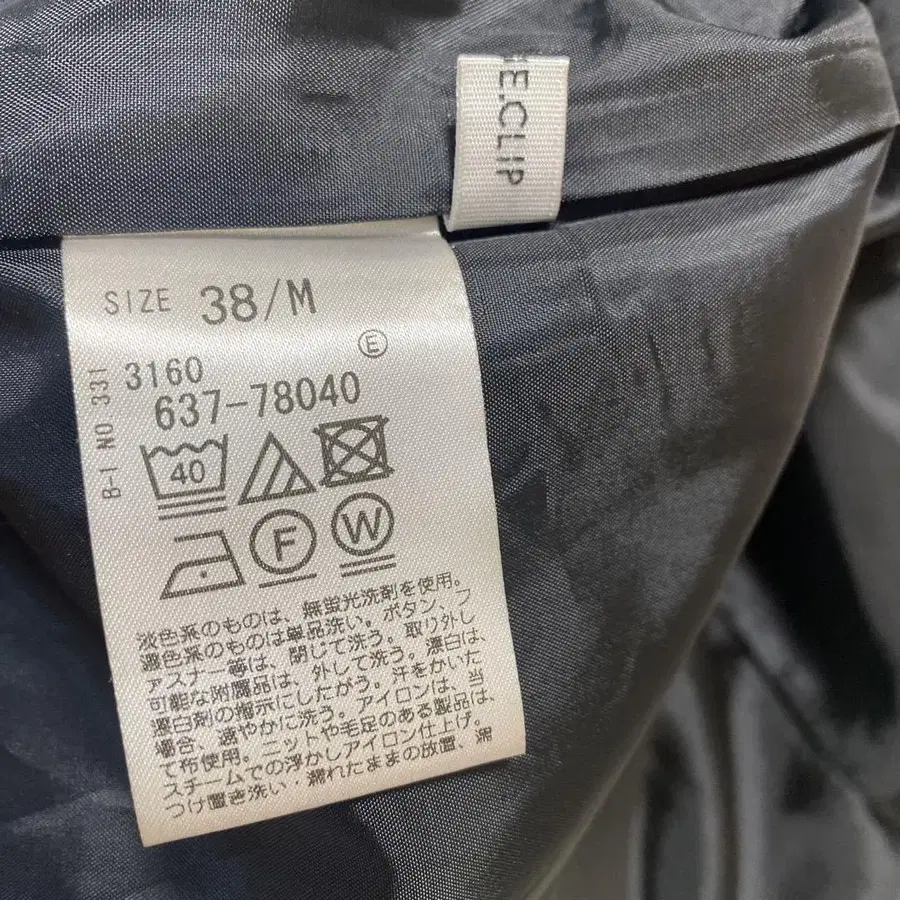 E.CLIP
SIZE 38/M
E
B-I NO 331
3160
637-78040
40
F
W
淡色系のものは、無蛍光洗剤を使用。
濃色系のものは単品洗い。ボタン、フ
ァスナー等は、閉じて洗う。取り外し
可能な附属品は、外して洗う。漂白は、
漂白剤の指示にしたがう。汗をかいた
場合、速やかに洗う。アイロンは、当
て布使用。ニットや毛足のある製品は、
スチームでの浮かしアイロン仕上げ。
つけ置き洗い・濡れたままの放置、濡